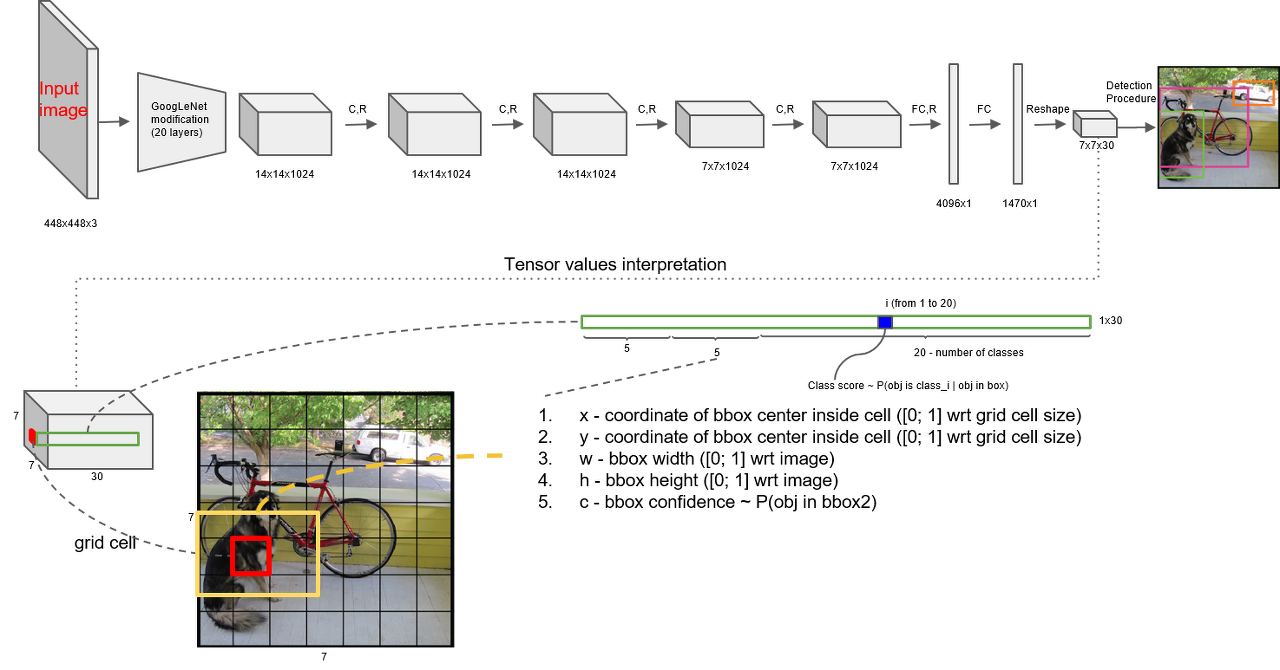 Input
image
GoogLeNet
modification
(20 layers)
C,R
C,R
C,R
C,R
FC,R
FC
Reshape
Detection
Procedure
448x448x3
14x14x1024
14x14x1024
14x14x1024
7x7x1024
7x7x1024
4096x1
1470x1
7x7x30
Tensor values interpretation
i (from 1 to 20)
1x30
5
5
20 - number of classes
Class score ~ P(obj is class_i | obj in box)
7
7
30
grid cell
7
7
1. x - coordinate of bbox center inside cell ([0; 1] wrt grid cell size)
2. y - coordinate of bbox center inside cell ([0; 1] wrt grid cell size)
3. w - bbox width ([0; 1] wrt image)
4. h - bbox height ([0; 1] wrt image)
5. c - bbox confidence ~ P(obj in bbox2)